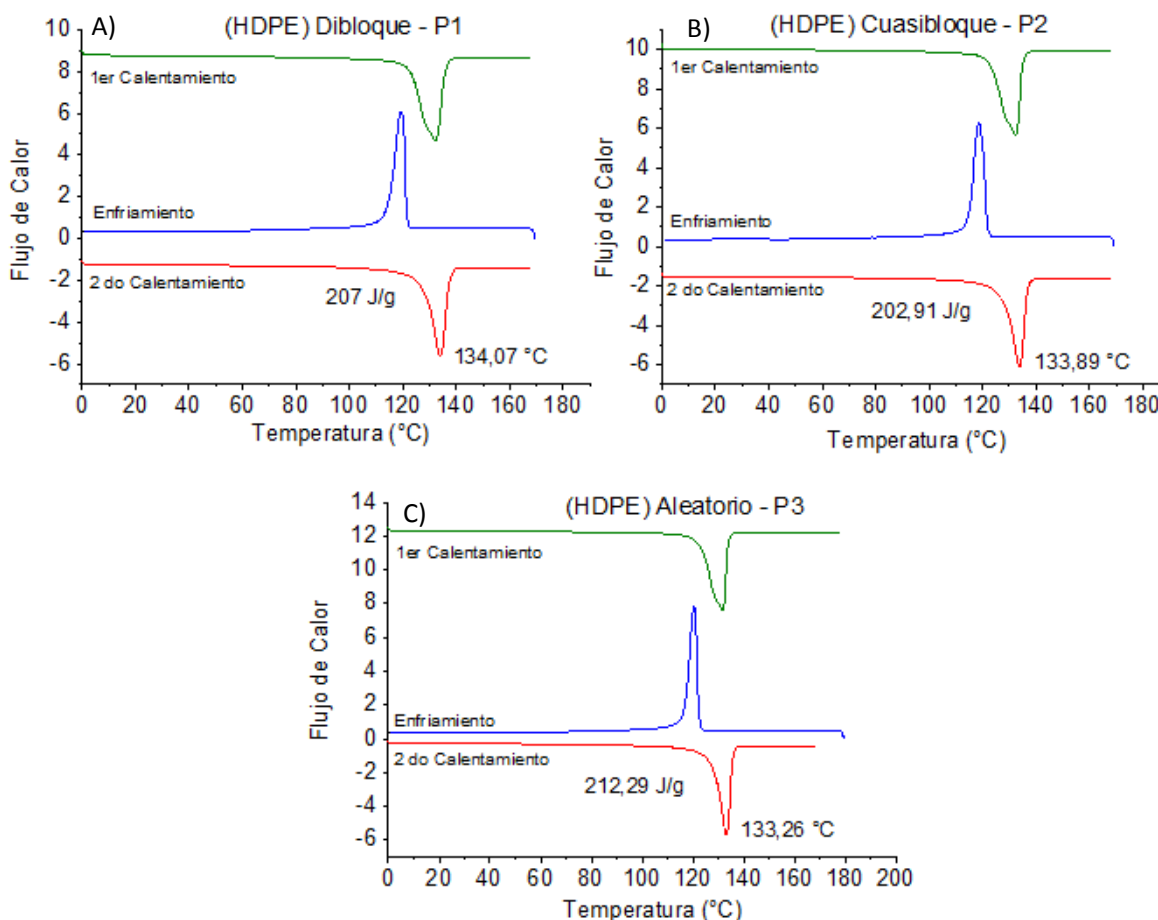 A)
(HDPE) Dibloque - P1
10
8
6
4
2
0
-2
-4
-6
Flujo de Calor
1er Calentamiento
Enfriamiento
2 do Calentamiento
207 J/g
134,07 °C
0 20 40 60 80 100 120 140 160 180
Temperatura (°C)
B)
(HDPE) Cuasibloque - P2
10
8
6
4
2
0
-2
-4
-6
Flujo de Calor
1er Calentamiento
Enfriamiento
2 do Calentamiento
202,91 J/g
133,89 °C
0 20 40 60 80 100 120 140 160 180
Temperatura (°C)
C)
(HDPE) Aleatorio - P3
14
12
10
8
6
4
2
0
-2
-4
-6
Flujo de Calor
1er Calentamiento
Enfriamiento
2 do Calentamiento
212,29 J/g
133,26 °C
0 20 40 60 80 100 120 140 160 180 200
Temperatura (°C)